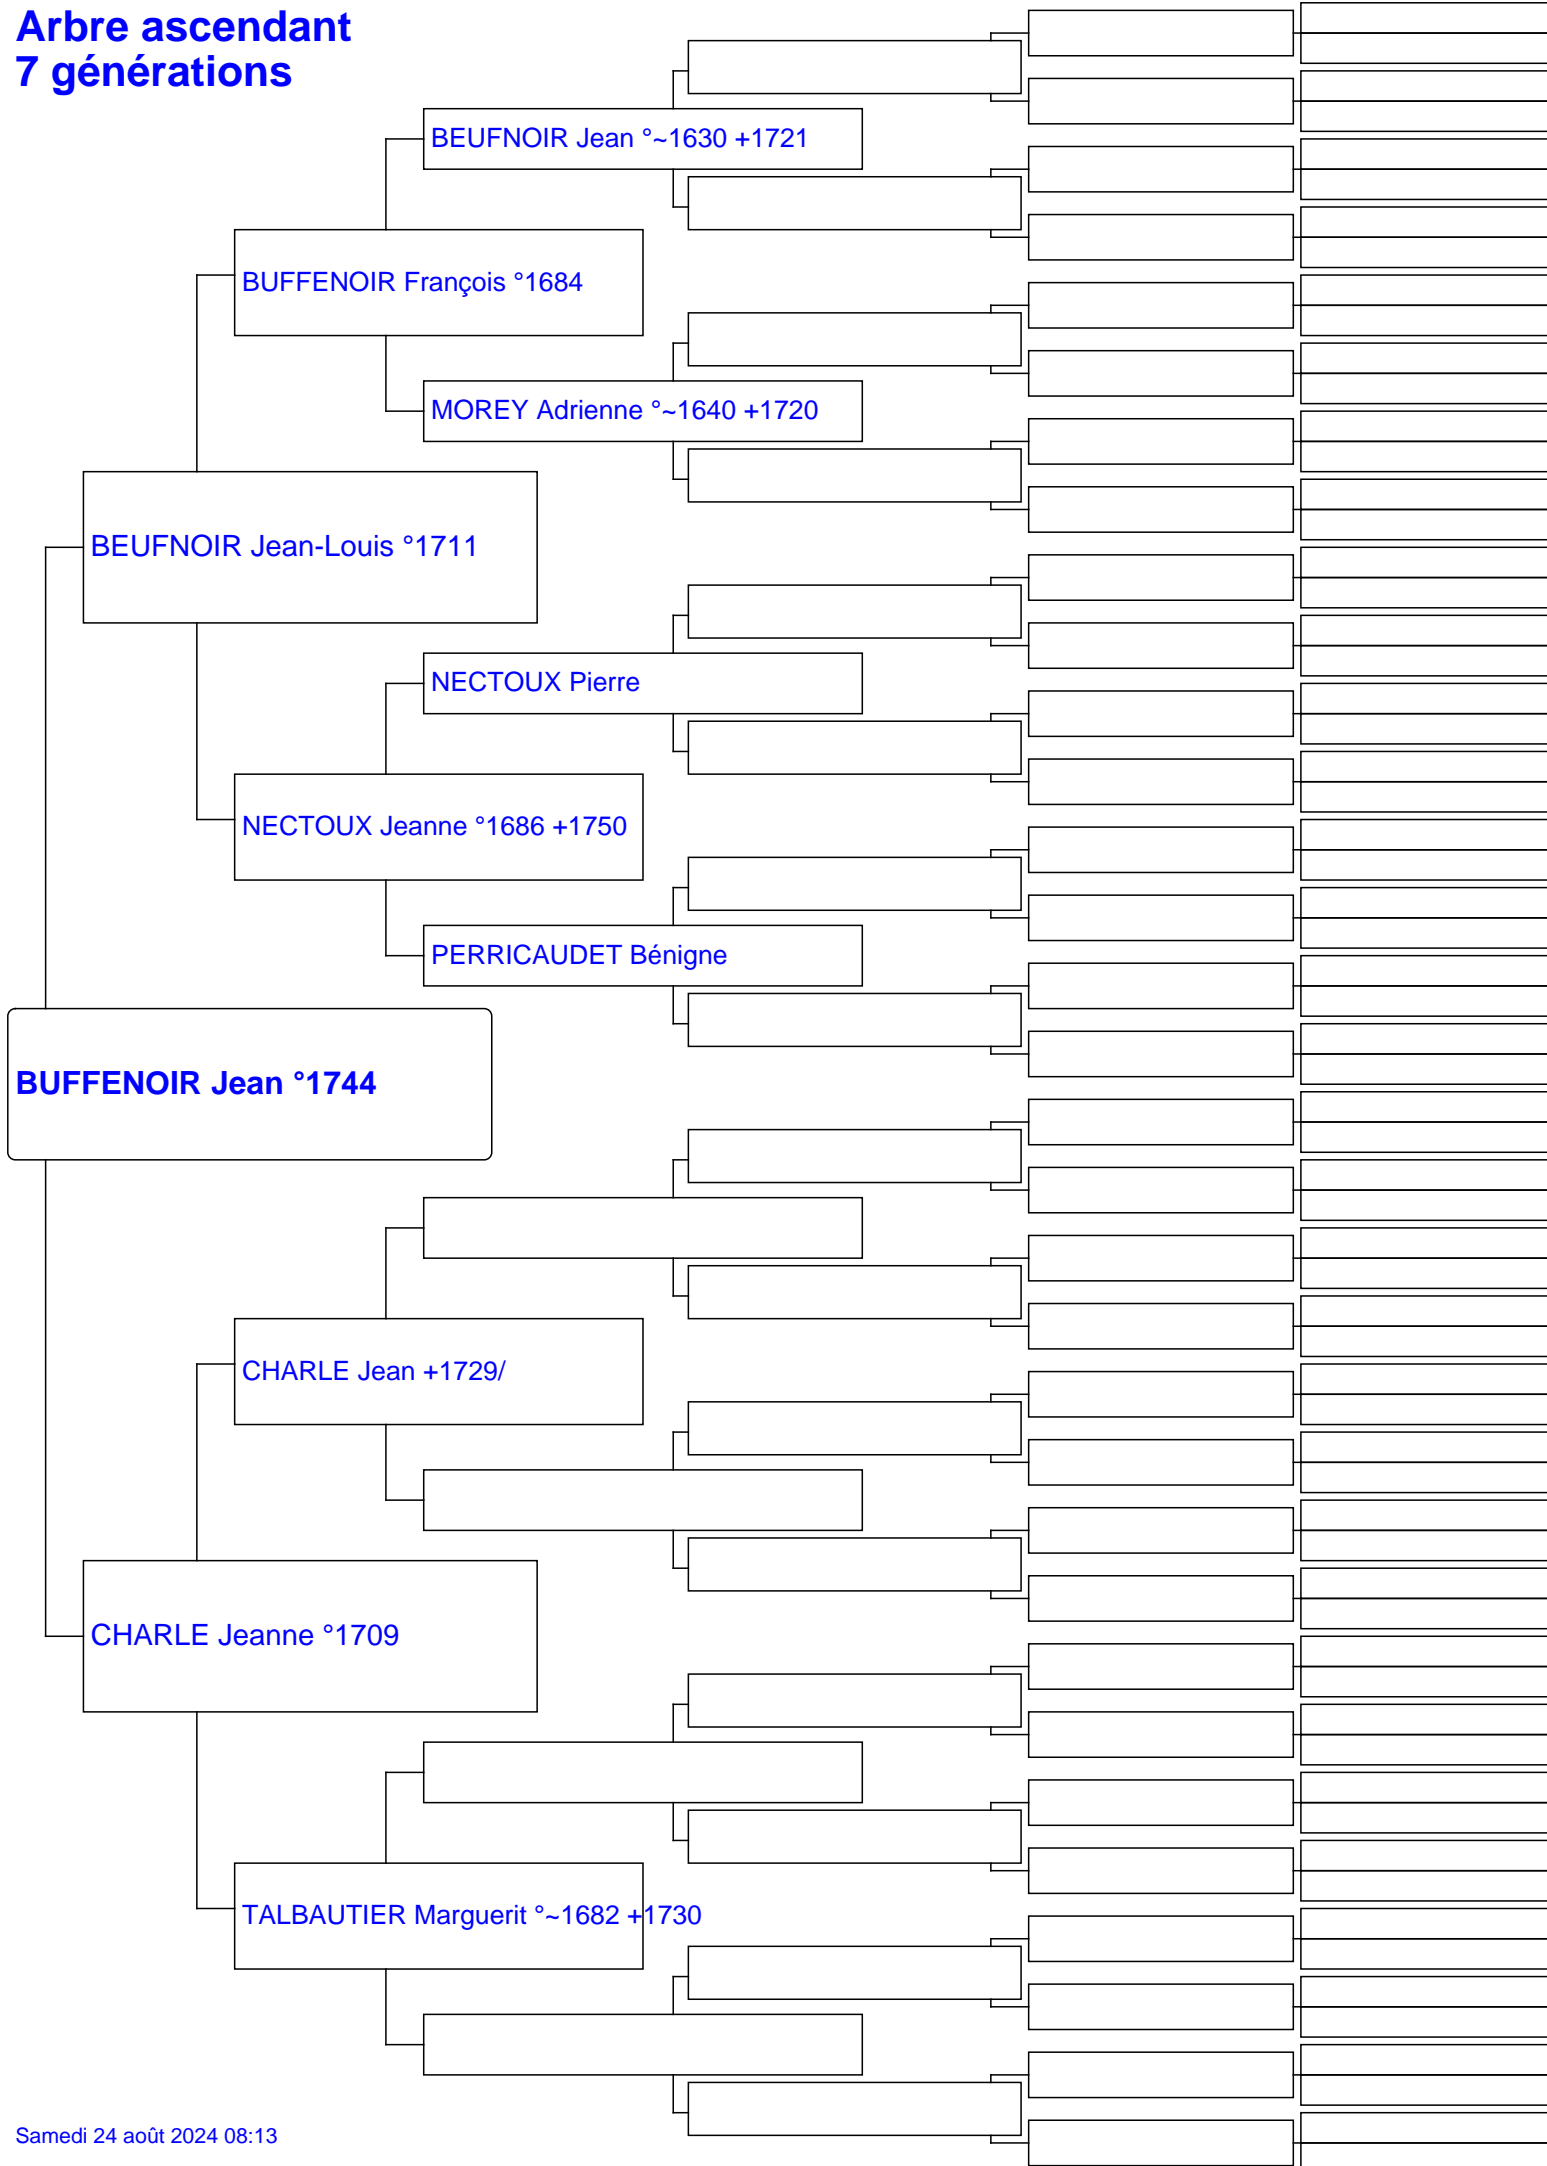 Arbre ascendant
7 générations
BEUFNOIR Jean °~1630 +1721
BUFFENOIR François °1684
MOREY Adrienne °~1640 +1720
BEUFNOIR Jean-Louis °1711
NECTOUX Pierre
NECTOUX Jeanne °1686 +1750
PERRICAUDET Bénigne
BUFFENOIR Jean °1744
CHARLE Jean +1729/
CHARLE Jeanne °1709
TALBAUTIER Marguerit °~1682 +1730
Samedi 24 août 2024 08:13